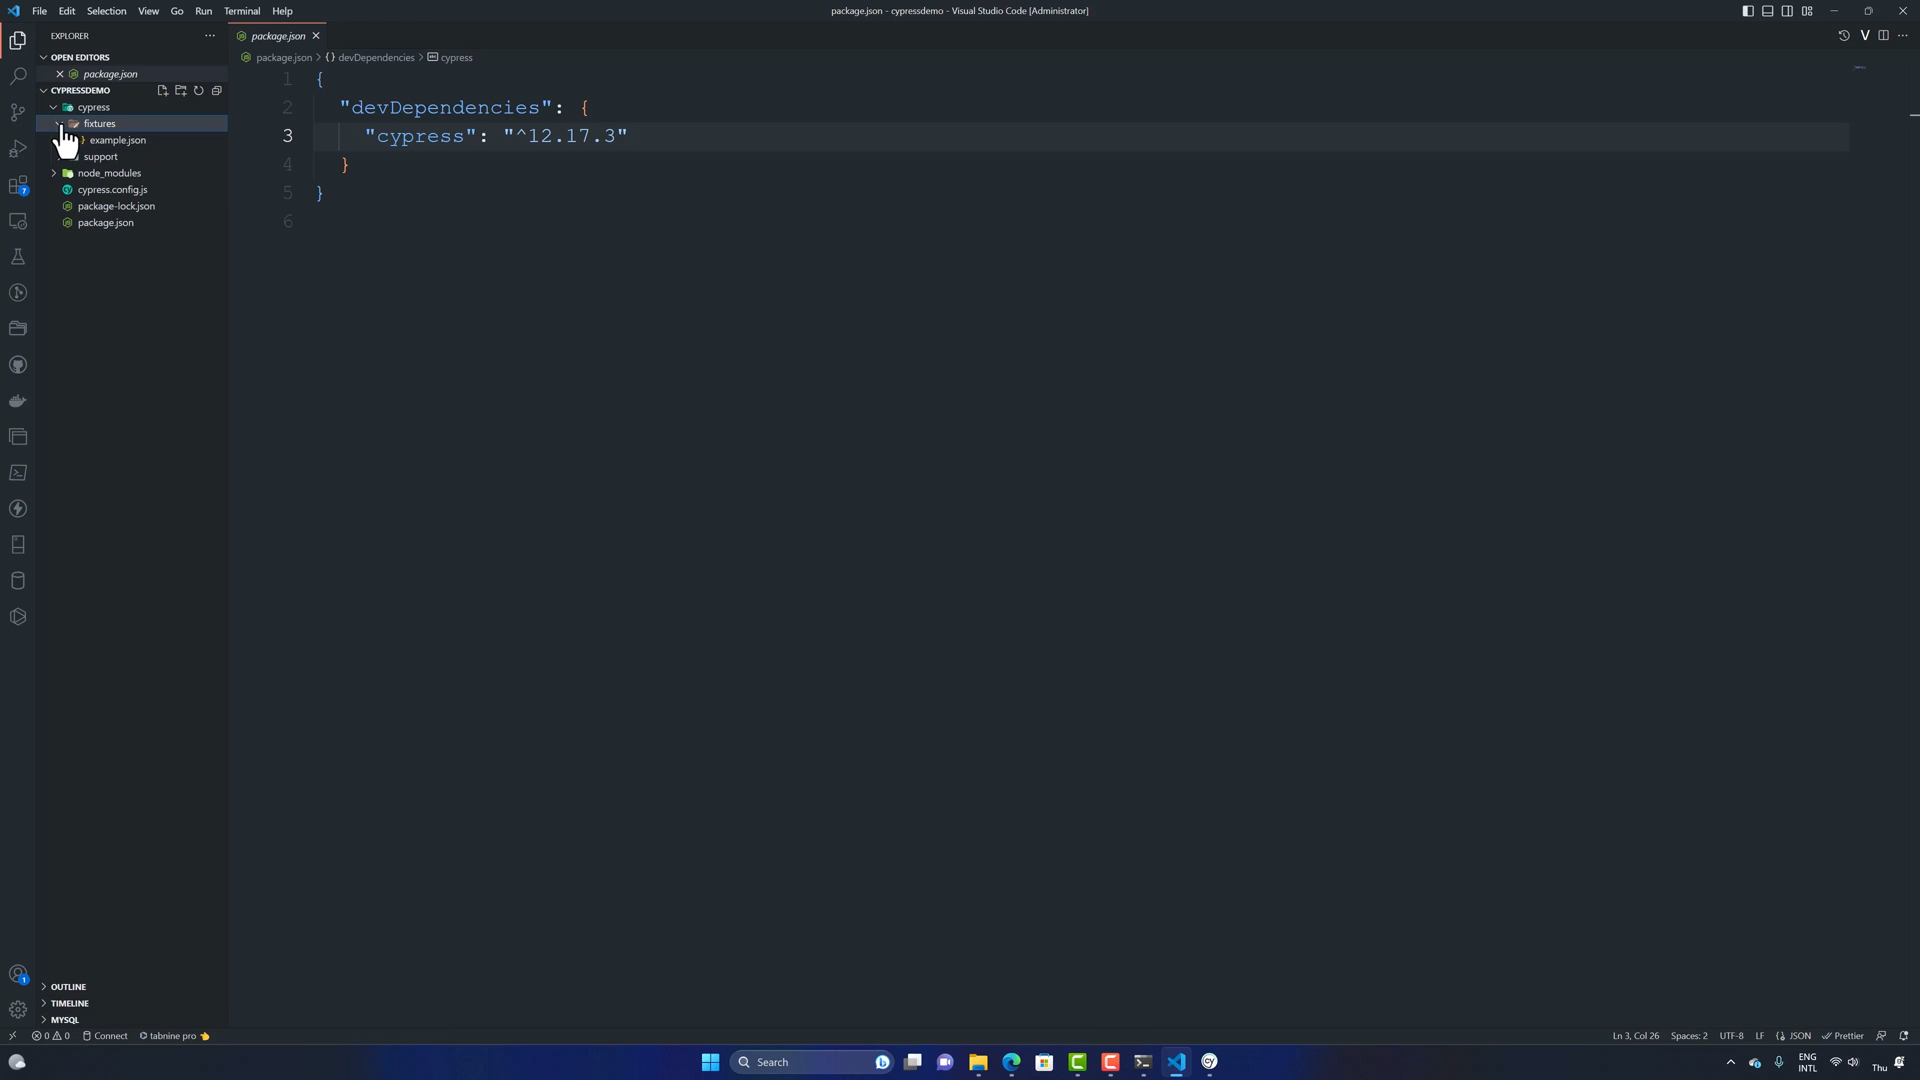 File Edit Selection View Go Run Terminal Help
package.json - cypressdemo - Visual Studio Code [Administrator]
EXPLORER
OPEN EDITORS
package.json
CYPRESSDEMO
cypress
fixtures
example.json
support
node_modules
cypress.config.js
package-lock.json
package.json
7
1
OUTLINE
TIMELINE
MYSQL
package.json
V
package.json > {} devDependencies > cypress
1 {
2 "devDependencies": {
3 "cypress": "^12.17.3"
4 }
5 }
6
0 0 Connect tabnine pro
Ln 3, Col 26 Spaces: 2 UTF-8 LF {} JSON Prettier
Search
CY
ENG
INTL
Thu